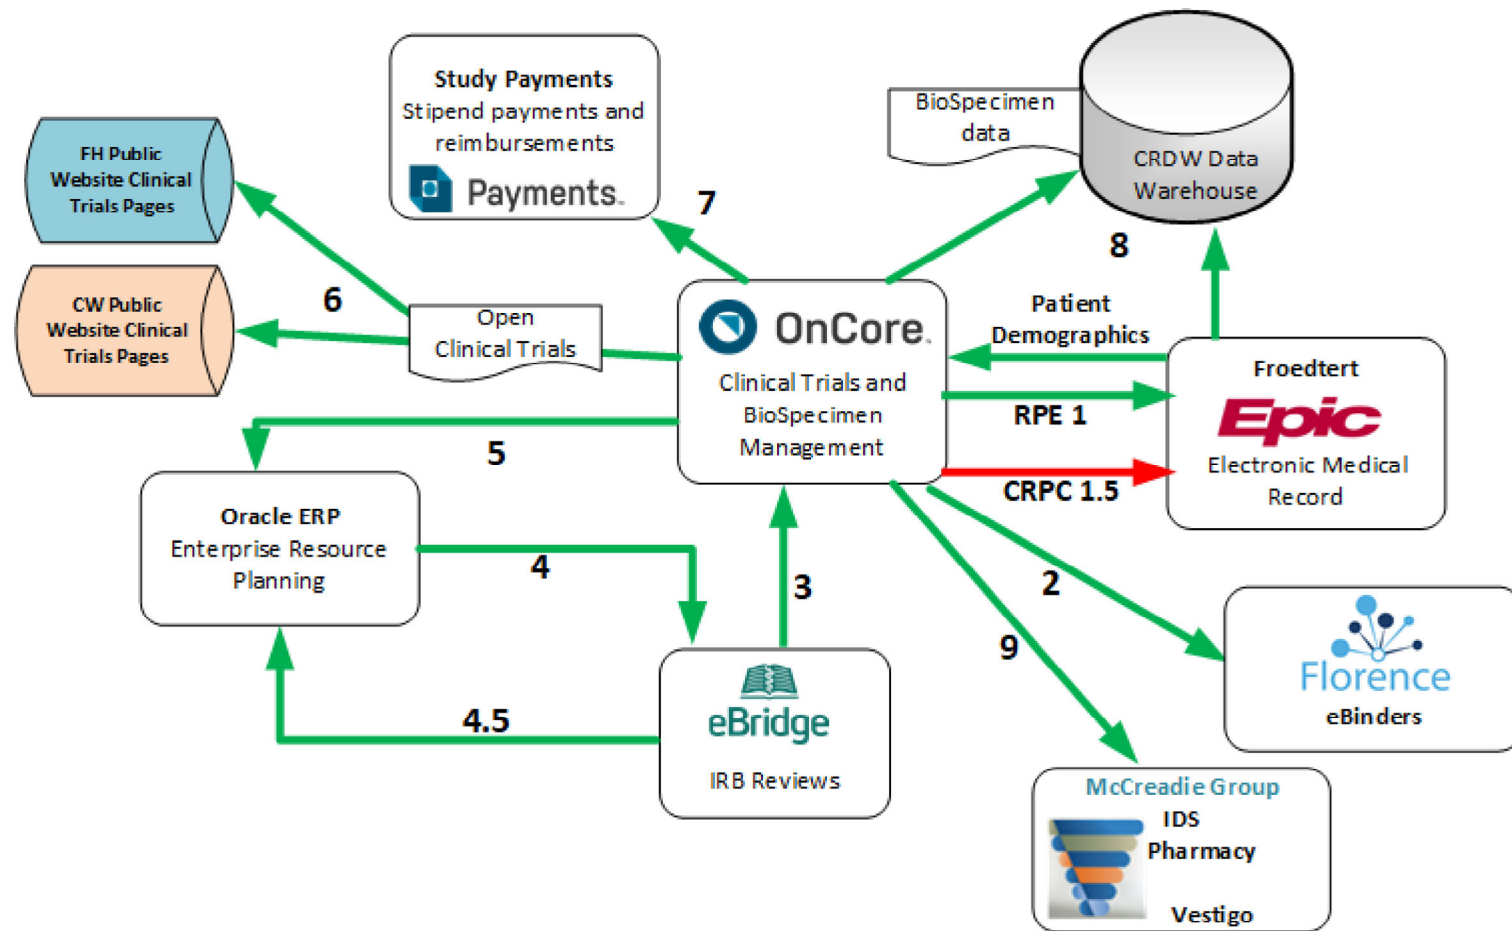 Study Payments
Stipend payments and
reimbursements
Payments™
BioSpecimen
data
CRDW Data
Warehouse
FH Public
Website Clinical
Trials Pages
7
8
CW Public
Website Clinical
Trials Pages
6
Open
Clinical Trials
OnCore™
Clinical Trials and
BioSpecimen
Management
Patient
Demographics
RPE 1
CRPC 1.5
Froedtert
Epic
Electronic Medical
Record
5
Oracle ERP
Enterprise Resource
Planning
4
3
2
9
4.5
eBridge
IRB Reviews
Florence
eBinders
McCreadie Group
IDS
Pharmacy
Vestigo